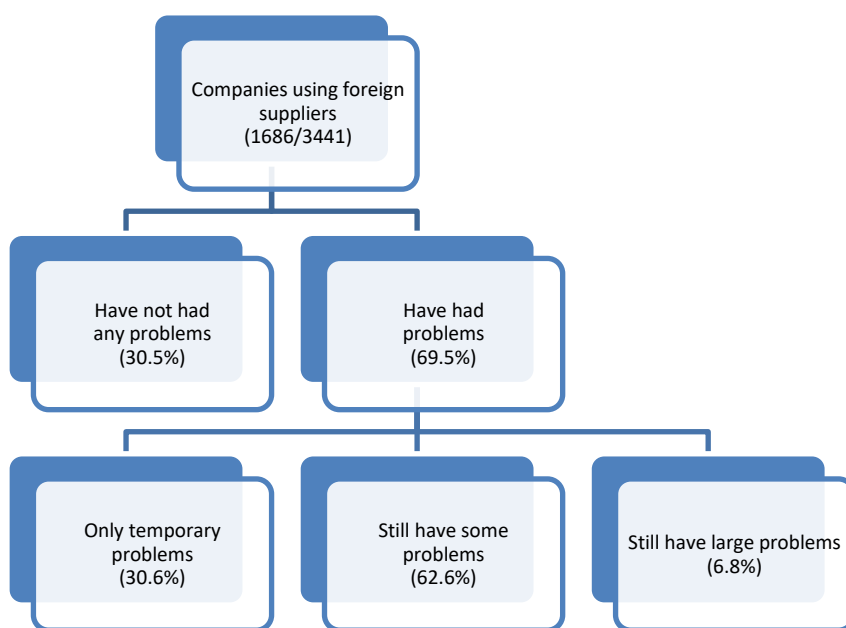 Companies using foreign
suppliers
(1686/3441)
Have not had
any problems
(30.5%)
Have had
problems
(69.5%)
Only temporary
problems
(30.6%)
Still have some
problems
(62.6%)
Still have large problems
(6.8%)